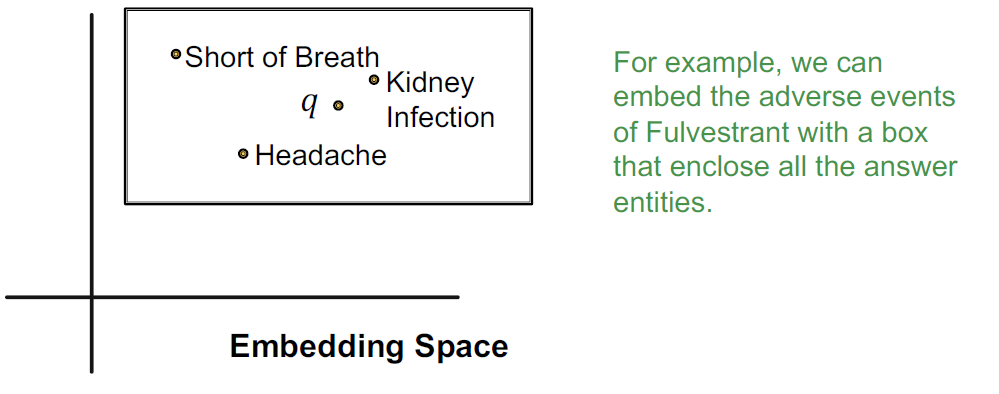 Short of Breath
Kidney
Infection
q
Headache
Embedding Space
For example, we can
embed the adverse events
of Fulvestrant with a box
that enclose all the answer
entities.